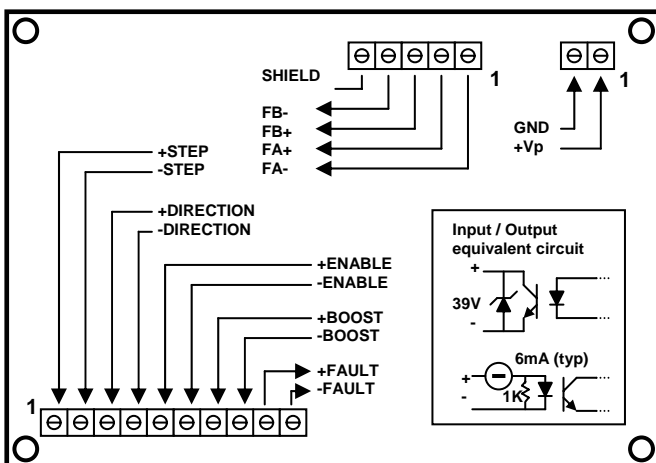 SHIELD
1
1
FB-
FB+
FA+
FA-
GND
+Vp
+STEP
-STEP
+DIRECTION
-DIRECTION
+ENABLE
-ENABLE
+BOOST
-BOOST
+FAULT
-FAULT
1
Input / Output
equivalent circuit
+
39V
-
6mA (typ)
+
-
1K